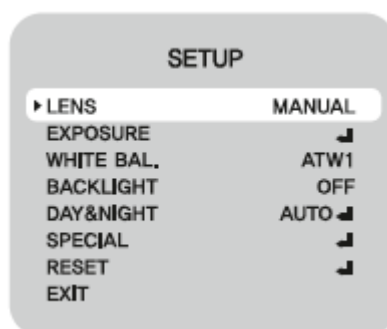 SETUP
LENS MANUAL
EXPOSURE
WHITE BAL. ATW1
BACKLIGHT OFF
DAY&NIGHT AUTO
SPECIAL
RESET
EXIT